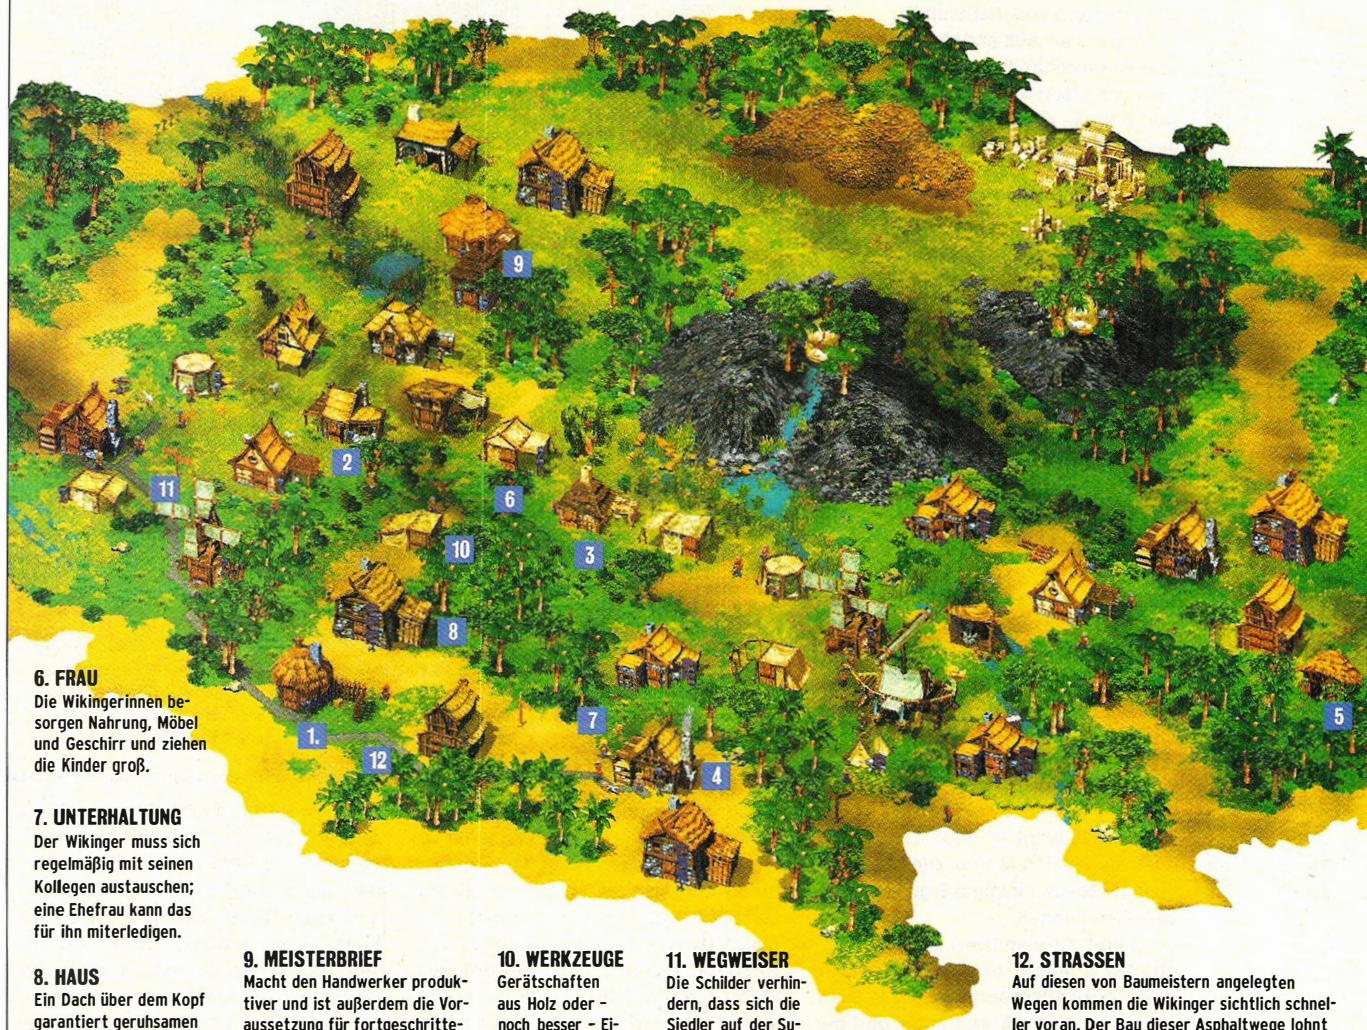 9
2
11
6
10
3
8
5
1.
7
12
4
6. FRAU
Die Wikingerinnen be-
sorgen Nahrung, Möbel
und Geschirr und ziehen
die Kinder groß.
7. UNTERHALTUNG
Der Wikinger muss sich
regelmäßig mit seinen
Kollegen austauschen;
eine Ehefrau kann das
für ihn miterledigen.
8. HAUS
Ein Dach über dem Kopf
garantiert geruhsamen
9. MEISTERBRIEF
Macht den Handwerker produk-
tiver und ist außerdem die Vor-
aussetzung für fortgeschritte-
10. WERKZEUGE
Gerätschaften
aus Holz oder –
noch besser – Ei-
11. WEGWEISER
Die Schilder verhin-
dern, dass sich die
Siedler auf der Su-
12. STRASSEN
Auf diesen von Baumeistern angelegten
Wegen kommen die Wikinger sichtlich schnel-
ler voran. Der Bau dieser Asphaltwege lohnt